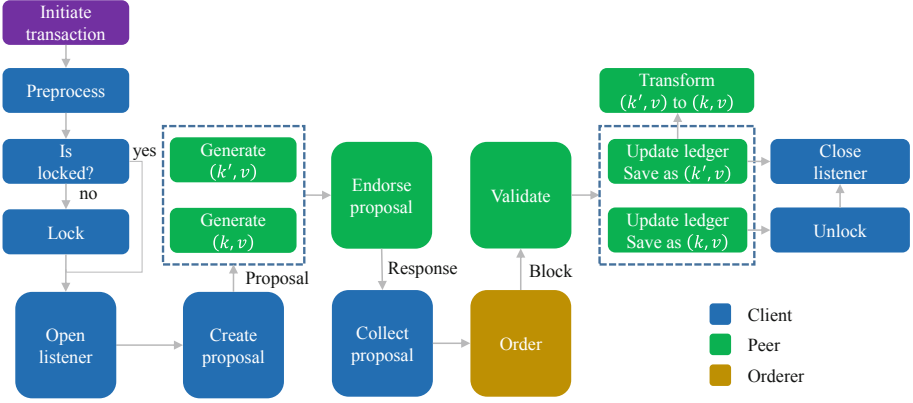 Initiate
transaction
Preprocess
Is
locked?
yes
no
Lock
Open
listener
Create
proposal
Proposal
Generate
(k′, v)
Generate
(k, v)
Endorse
proposal
Response
Collect
proposal
Order
Block
Validate
Transform
(k′, v) to (k, v)
Update ledger
Save as (k′, v)
Update ledger
Save as (k, v)
Close
listener
Unlock
Client
Peer
Orderer